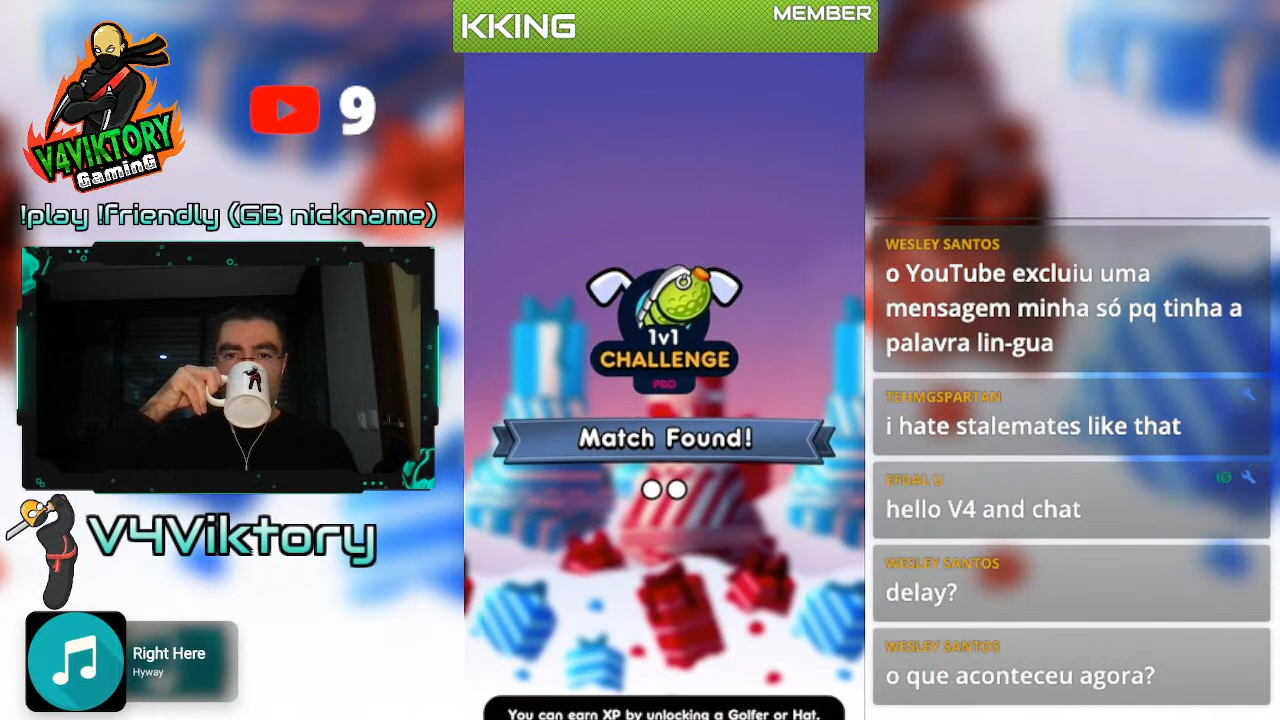 KKING
MEMBER
V4VIKTORY
GaminG
9
!play !friendly (GB nickname)
1v1
CHALLENGE
PRO
Match Found!
You can earn XP by unlocking a Golfer or Hat.
V4Viktory
Right Here
Hyway
WESLEY SANTOS
o YouTube excluiu uma
mensagem minha só pq tinha a
palavra lin-gua
TEHMGSPARTAN
i hate stalemates like that
EFDAL U
hello V4 and chat
WESLEY SANTOS
delay?
WESLEY SANTOS
o que aconteceu agora?